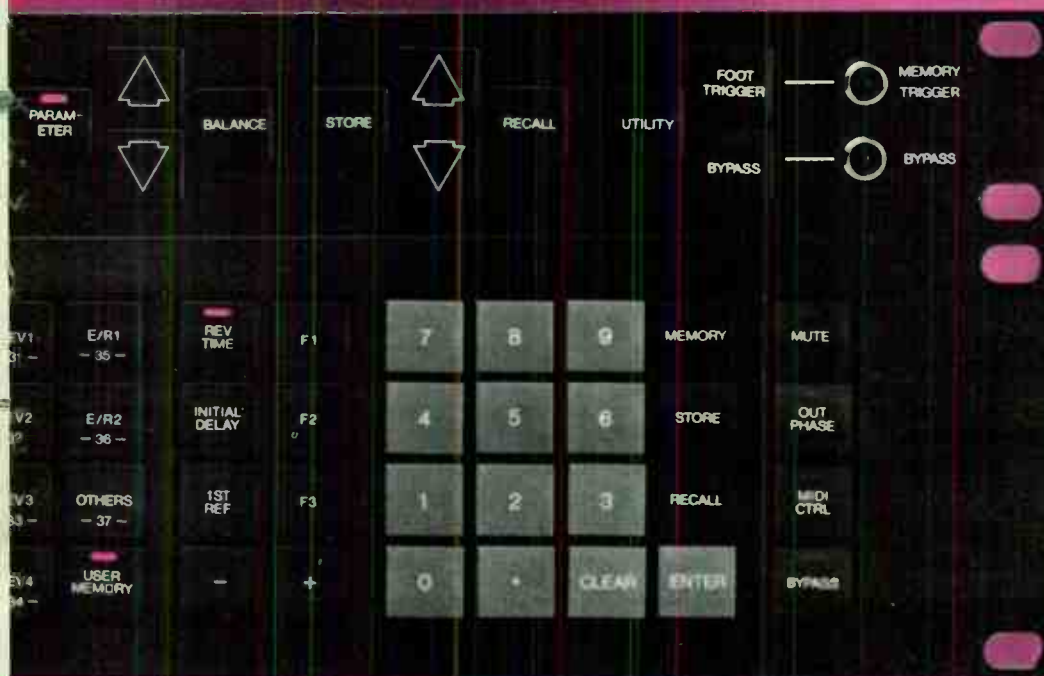 PARAM-
ETER
BALANCE
STORE
RECALL
UTILITY
FOOT
TRIGGER
MEMORY
TRIGGER
BYPASS
BYPASS
E/R1
- 35 -
REV
TIME
F1
7
8
9
MEMORY
MUTE
E/R2
- 36 -
INITIAL
DELAY
F2
4
5
6
STORE
OUT
PHASE
OTHERS
- 37 -
1ST
REF
F3
1
2
3
RECALL
MIDI
CTRL
USER
MEMORY
-
+
0
•
CLEAR
ENTER
BYPASS